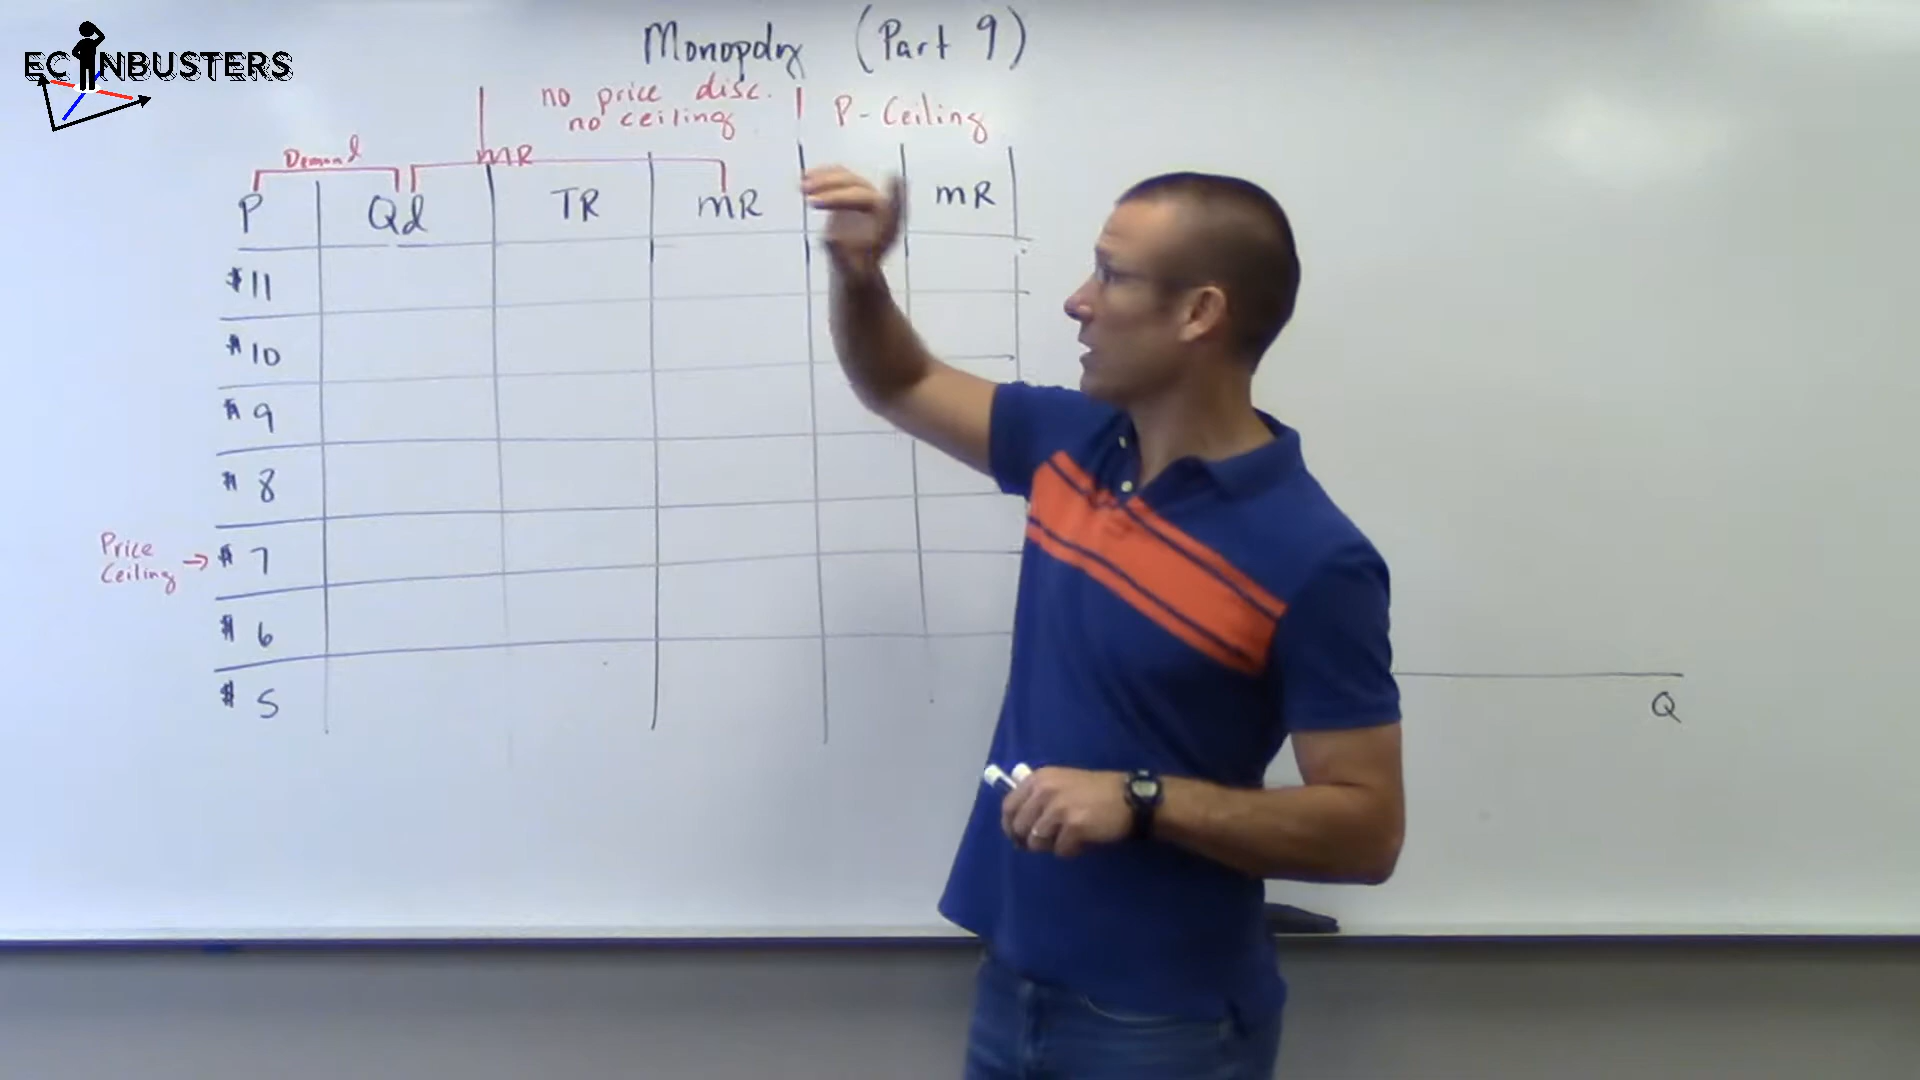 ECONBUSTERS
Monopoly (Part 9)
no price disc.
no ceiling
P-Ceiling
Demand
MR
P Qd TR MR MR
$11
$10
$9
$8
Price
Ceiling → $7
$6
$5
Q